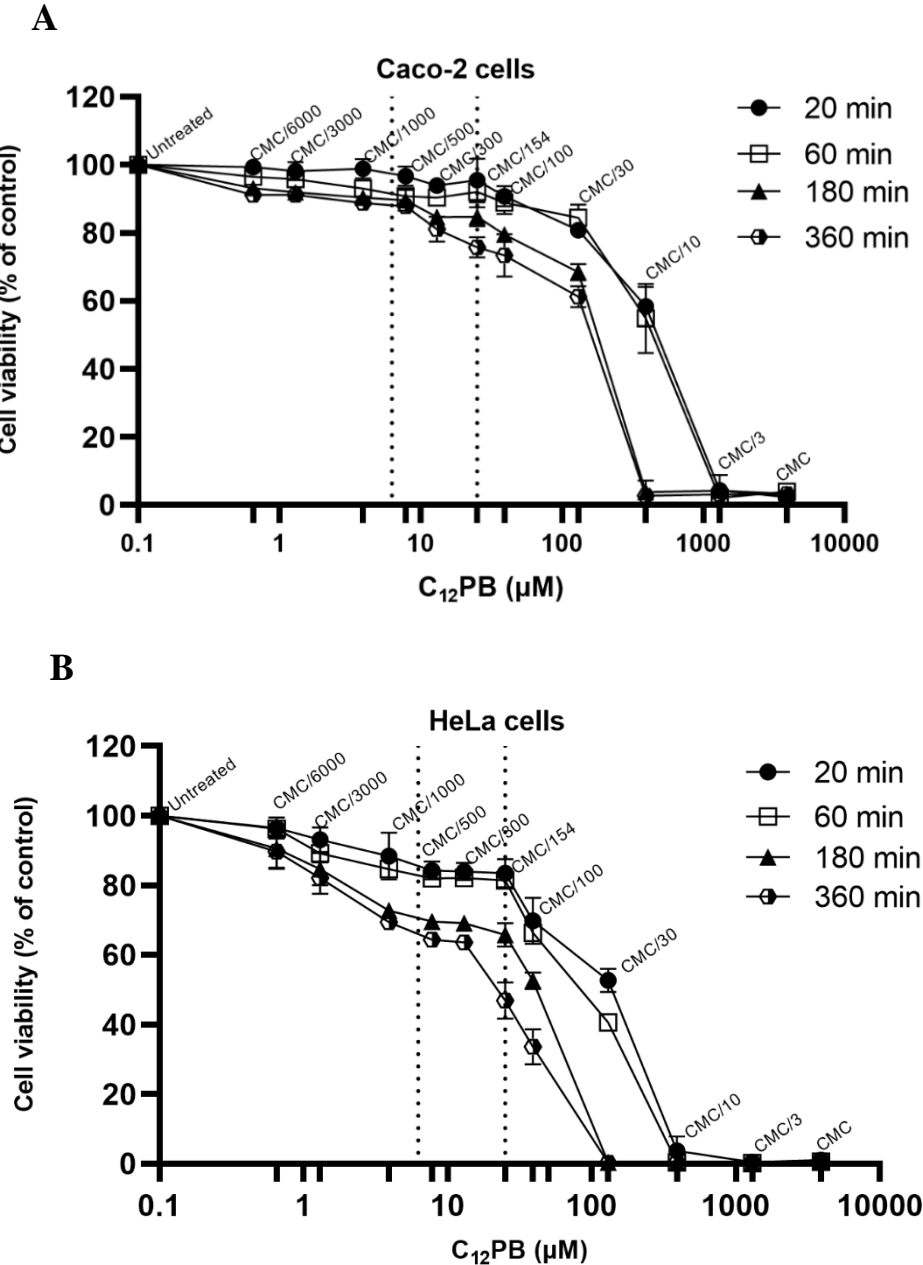 A
Caco-2 cells
Cell viability (% of control)
120
100
80
60
40
20
0
Untreated
CMC/6000
CMC/3000
CMC/1000
CMC/500
CMC/300
CMC/154
CMC/100
CMC/30
CMC/10
CMC/3
CMC
20 min
60 min
180 min
360 min
0.1
1
10
100
1000
10000
C₁₂PB (µM)
B
HeLa cells
Cell viability (% of control)
120
100
80
60
40
20
0
Untreated
CMC/6000
CMC/3000
CMC/1000
CMC/500
CMC/300
CMC/154
CMC/100
CMC/30
CMC/10
CMC/3
CMC
20 min
60 min
180 min
360 min
0.1
1
10
100
1000
10000
C₁₂PB (µM)